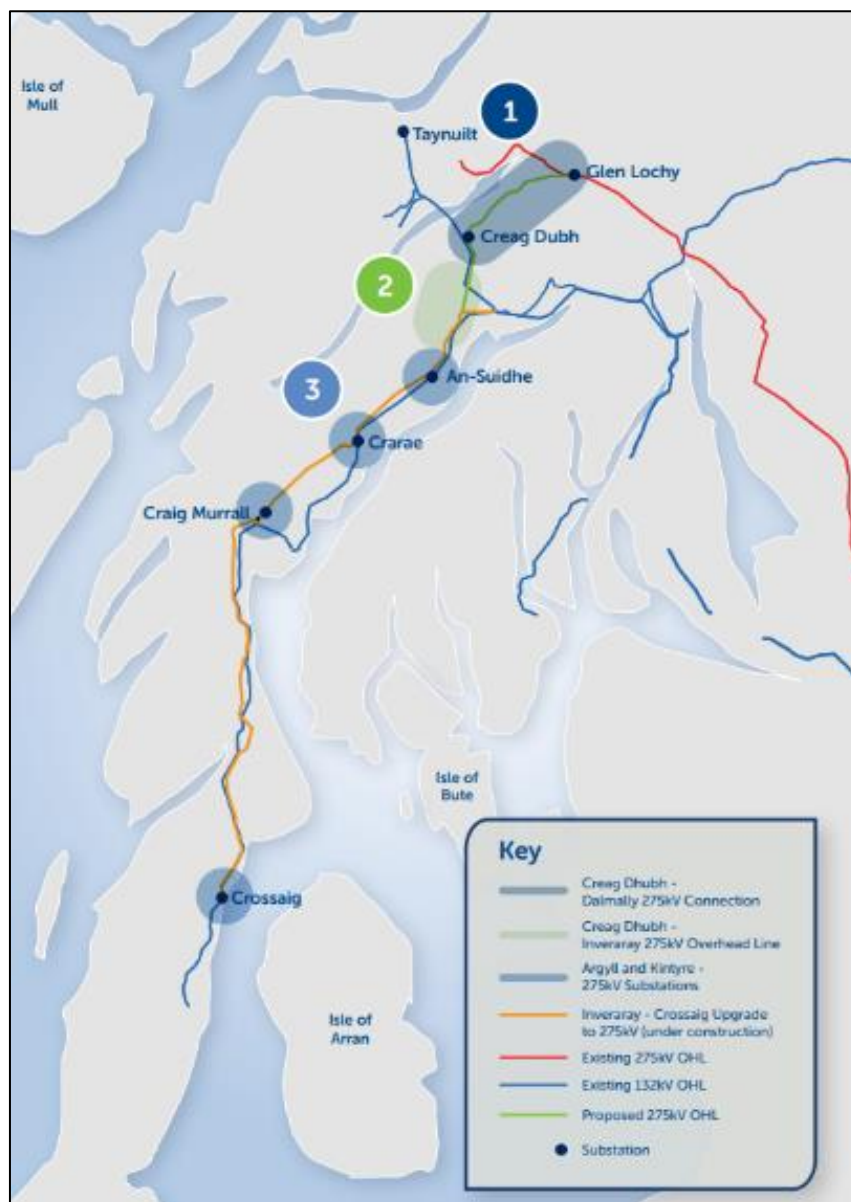 Isle of
Mull
1
Taynuilt
Glen Lochy
Creag Dubh
2
An-Suidhe
3
Crarae
Craig Murrall
Isle of
Bute
Crossaig
Isle of
Arran
Key
Creag Dhubh -
Dalmally 275kV Connection
Creag Dhubh -
Inveraray 275kV Overhead Line
Argyll and Kintyre -
275kV Substations
Inveraray - Crossaig Upgrade
to 275kV (under construction)
Existing 275kV OHL
Existing 132kV OHL
Proposed 275kV OHL
Substation